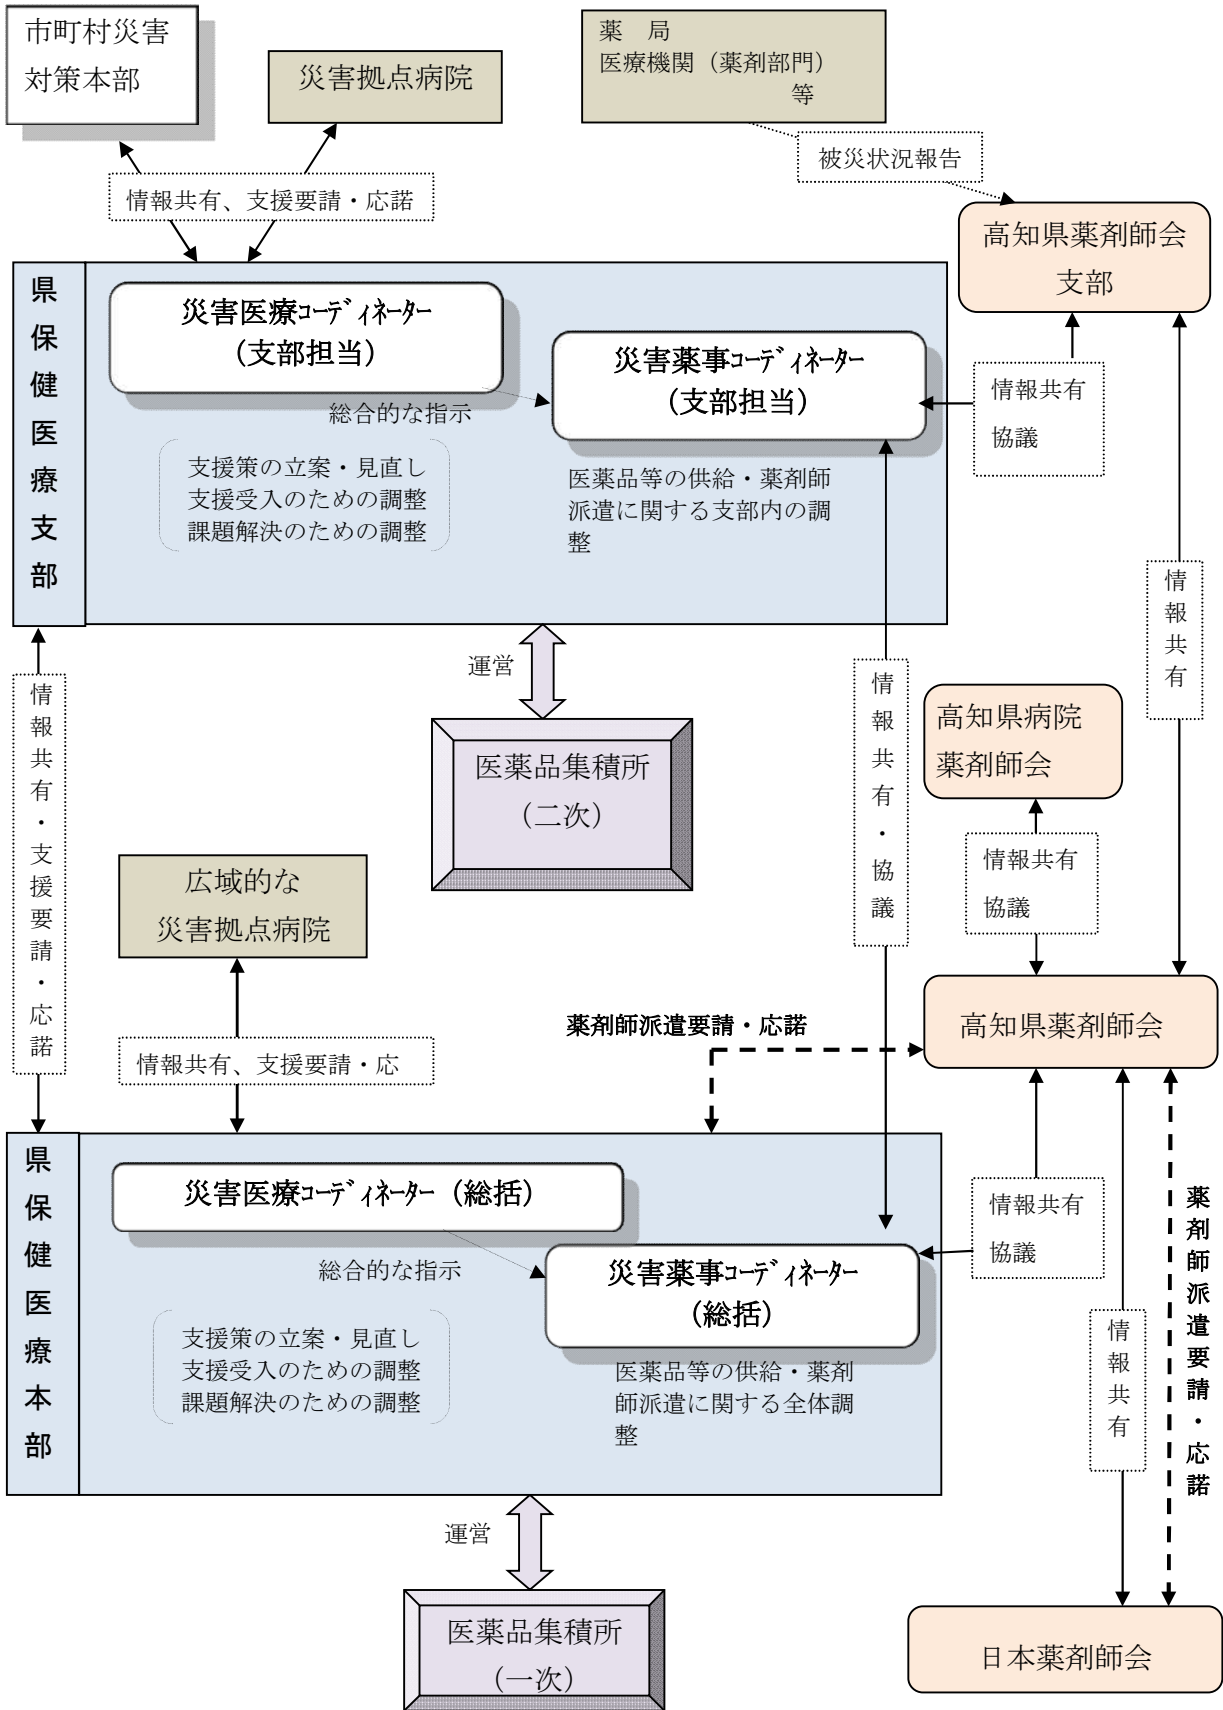 市町村災害
対策本部
災害拠点病院
薬　局
医療機関（薬剤部門）
等
被災状況報告
情報共有、支援要請・応諾
高知県薬剤師会
支部
県保健医療支部
災害医療ｺｰﾃﾞｨﾈｰﾀｰ
（支部担当）
災害薬事ｺｰﾃﾞｨﾈｰﾀｰ
（支部担当）
総合的な指示
情報共有
協議
支援策の立案・見直し
支援受入のための調整
課題解決のための調整
医薬品等の供給・薬剤師
派遣に関する支部内の調
整
情報共有
運営
情報共有・支援要請・応諾
情報共有・協議
医薬品集積所
（二次）
高知県病院
薬剤師会
情報共有
協議
広域的な
災害拠点病院
高知県薬剤師会
薬剤師派遣要請・応諾
情報共有、支援要請・応
県保健医療本部
災害医療ｺｰﾃﾞｨﾈｰﾀｰ（総括）
総合的な指示
災害薬事ｺｰﾃﾞｨﾈｰﾀｰ
（総括）
情報共有
協議
薬剤師派遣要請・応諾
支援策の立案・見直し
支援受入のための調整
課題解決のための調整
医薬品等の供給・薬剤
師派遣に関する全体調
整
情報共有
運営
医薬品集積所
（一次）
日本薬剤師会